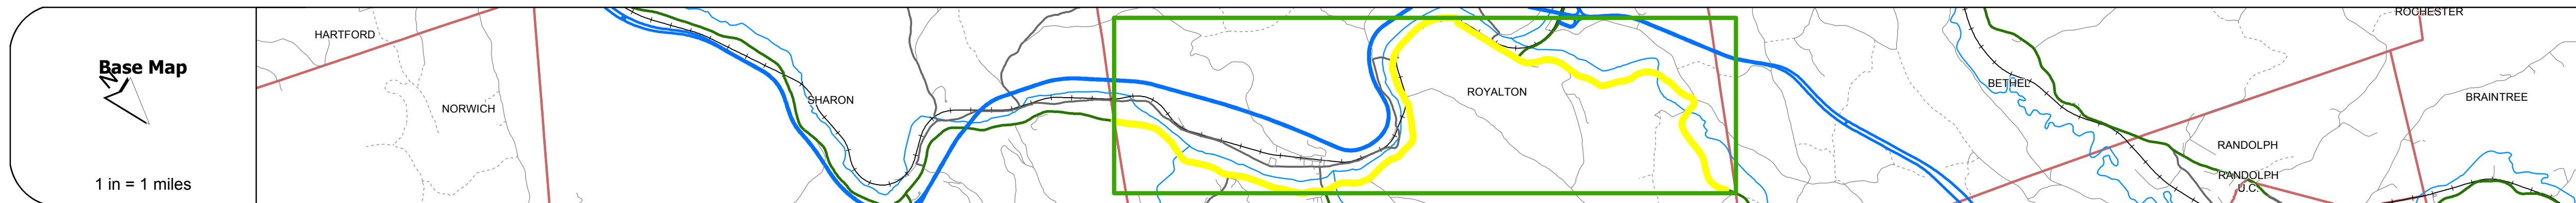 Base Map
N
1 in = 1 miles
HARTFORD
NORWICH
SHARON
ROYALTON
BETHEL
ROCHESTER
BRAINTREE
RANDOLPH
RANDOLPH
U.C.